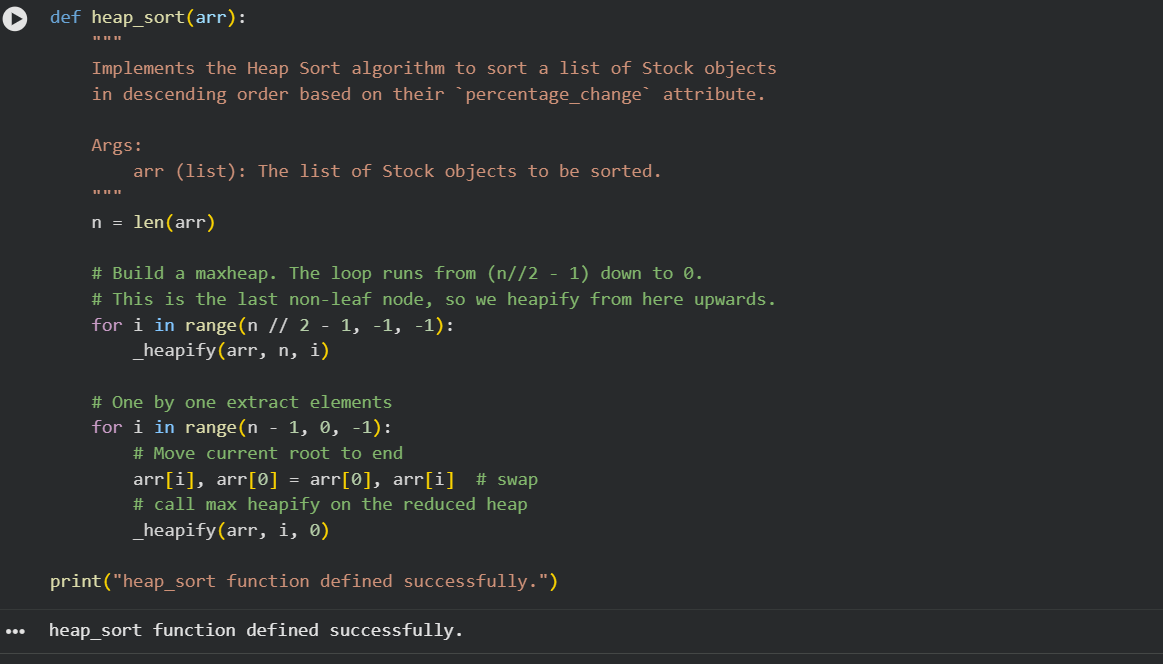 def heap_sort(arr):
    """
    Implements the Heap Sort algorithm to sort a list of Stock objects
    in descending order based on their `percentage_change` attribute.

    Args:
        arr (list): The list of Stock objects to be sorted.
    """
    n = len(arr)

    # Build a maxheap. The loop runs from (n//2 - 1) down to 0.
    # This is the last non-leaf node, so we heapify from here upwards.
    for i in range(n // 2 - 1, -1, -1):
        _heapify(arr, n, i)

    # One by one extract elements
    for i in range(n - 1, 0, -1):
        # Move current root to end
        arr[i], arr[0] = arr[0], arr[i]  # swap
        # call max heapify on the reduced heap
        _heapify(arr, i, 0)

print("heap_sort function defined successfully.")
heap_sort function defined successfully.